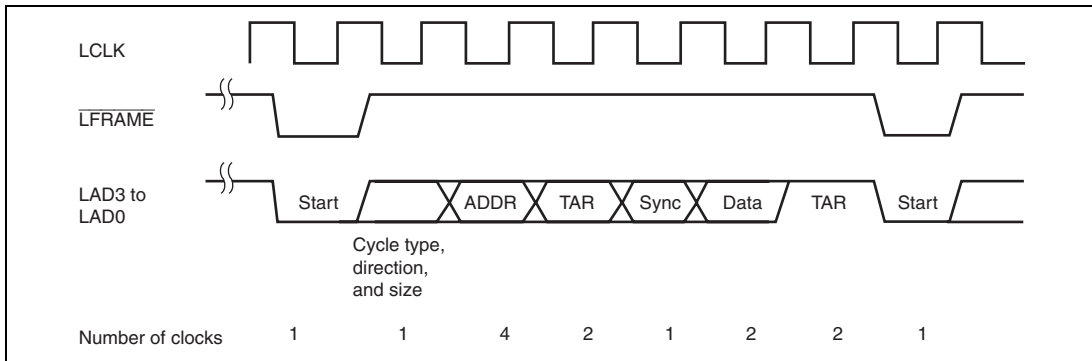 LCLK
LFRAME
LAD3 to
LAD0
Start ADDR TAR Sync Data TAR Start
Cycle type,
direction,
and size
Number of clocks 1 1 4 2 1 2 2 1